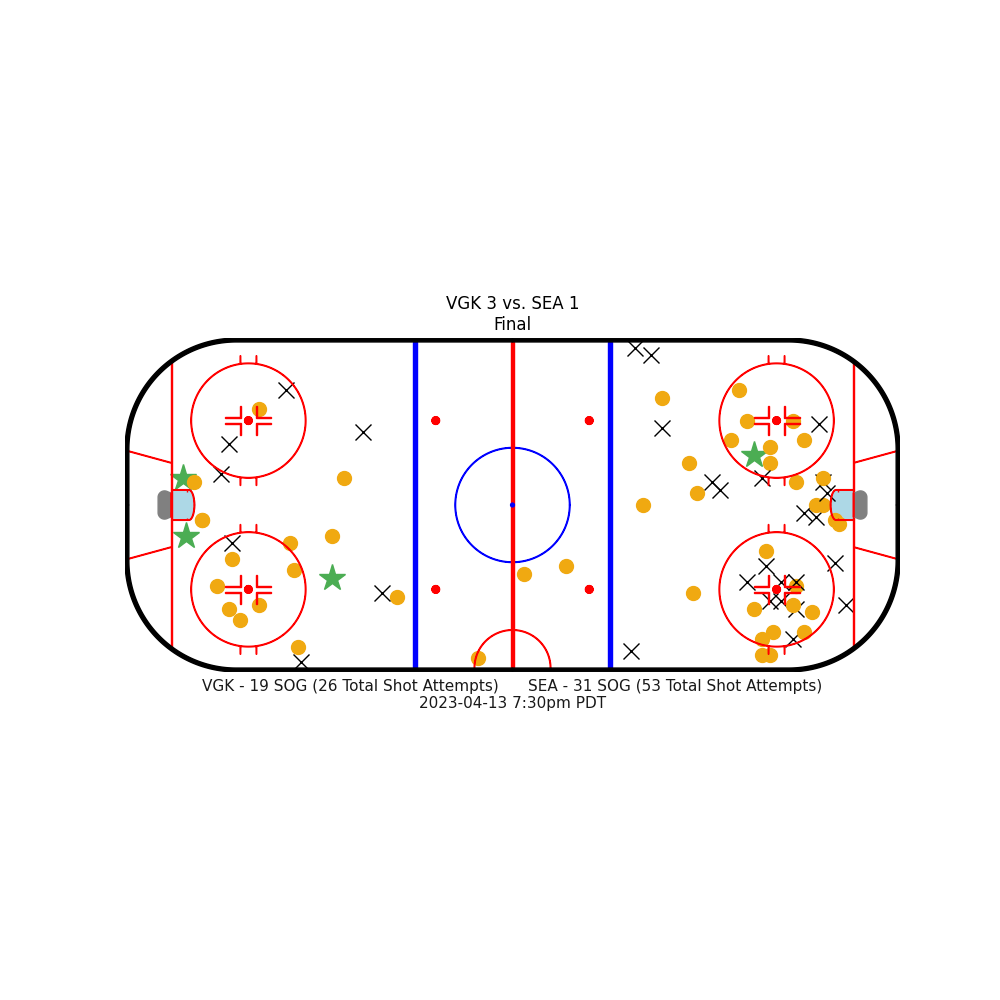 VGK 3 vs. SEA 1
Final
VGK - 19 SOG (26 Total Shot Attempts) SEA - 31 SOG (53 Total Shot Attempts)
2023-04-13 7:30pm PDT